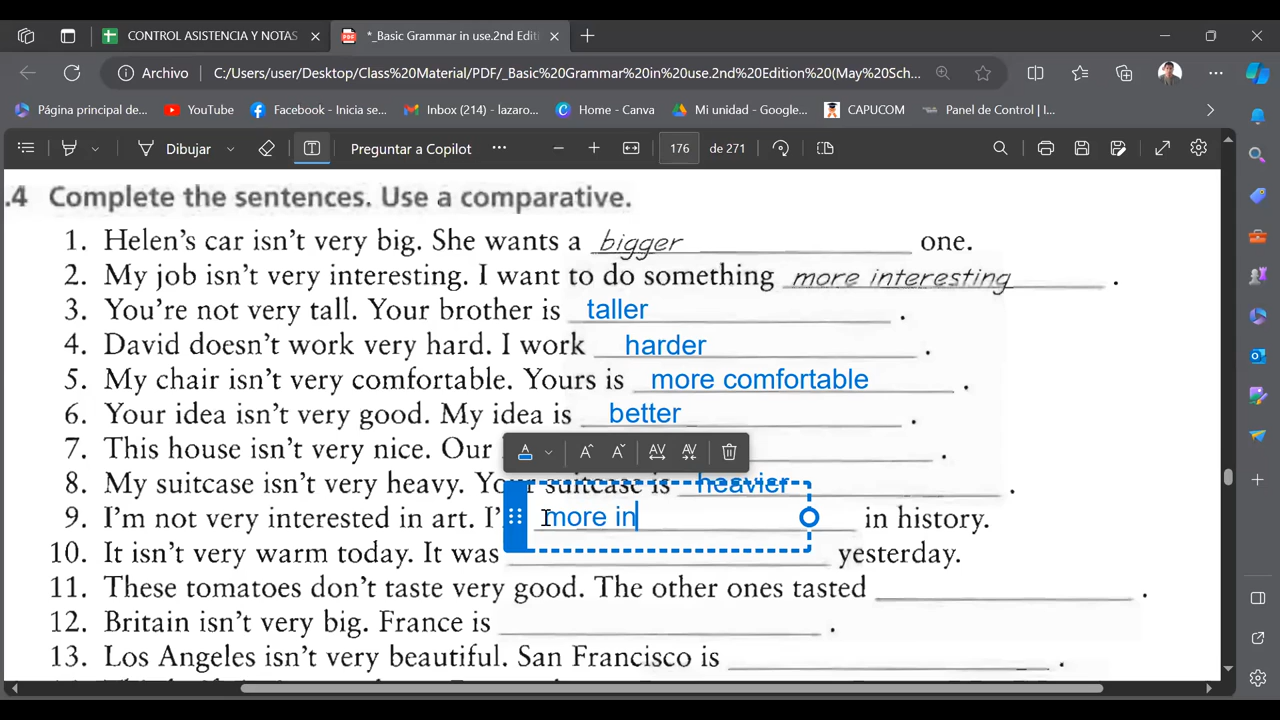 CONTROL ASISTENCIA Y NOTAS
*_Basic Grammar in use.2nd Editi
Archivo
C:/Users/user/Desktop/Class%20Material/PDF/_Basic%20Grammar%20in%20use.2nd%20Edition%20(May%20Sch...
Página principal de...
YouTube
Facebook - Inicia se...
Inbox (214) - lazaro...
Home - Canva
Mi unidad - Google...
CAPUCOM
Panel de Control | I...
Dibujar
Preguntar a Copilot
176
de 271
.4 Complete the sentences. Use a comparative.
1. Helen's car isn't very big. She wants a bigger one.
2. My job isn't very interesting. I want to do something more interesting .
3. You're not very tall. Your brother is taller .
4. David doesn't work very hard. I work harder .
5. My chair isn't very comfortable. Yours is more comfortable .
6. Your idea isn't very good. My idea is better .
7. This house isn't very nice. Our .
8. My suitcase isn't very heavy. Your suitcase is heavier .
9. I'm not very interested in art. I' more in in history.
10. It isn't very warm today. It was yesterday.
11. These tomatoes don't taste very good. The other ones tasted .
12. Britain isn't very big. France is .
13. Los Angeles isn't very beautiful. San Francisco is .